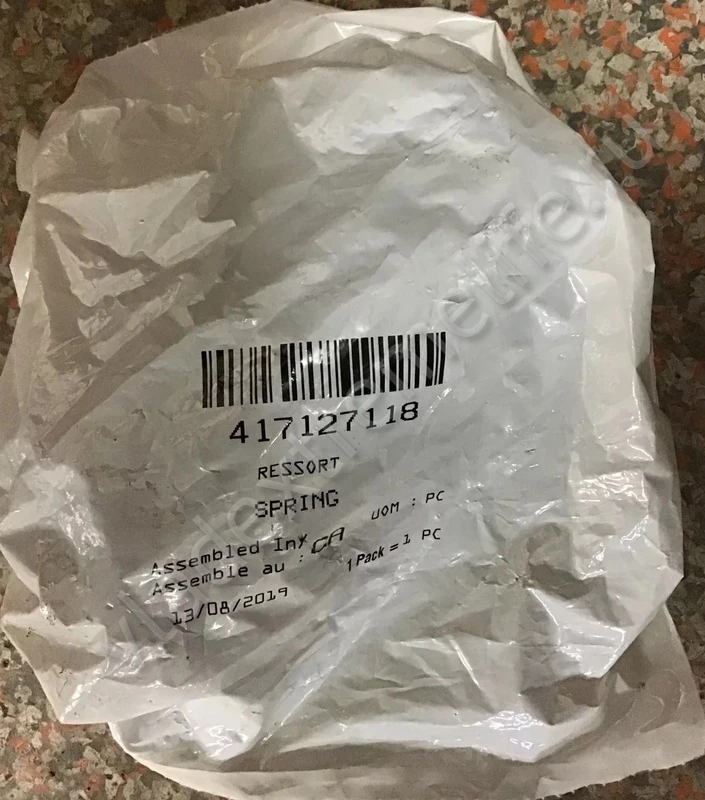 417127118
RESSORT
SPRING
UOM : PC
Assembled In
Assemble au : CA
1 Pack = 1 PC
13/08/2019